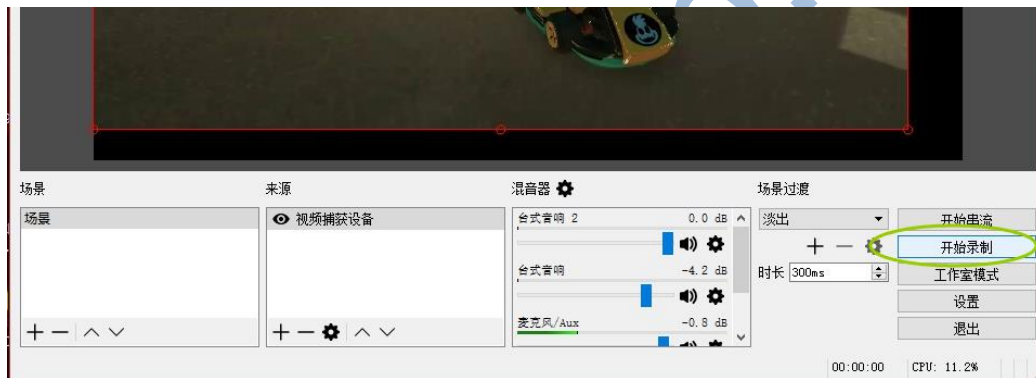 场景
场景
来源
视频捕获设备
混音器
台式音响 2 0.0 dB
台式音响 -4.2 dB
麦克风/Aux -0.8 dB
场景过渡
淡出
时长 300ms
开始串流
开始录制
工作室模式
设置
退出
00:00:00 CPU: 11.2%